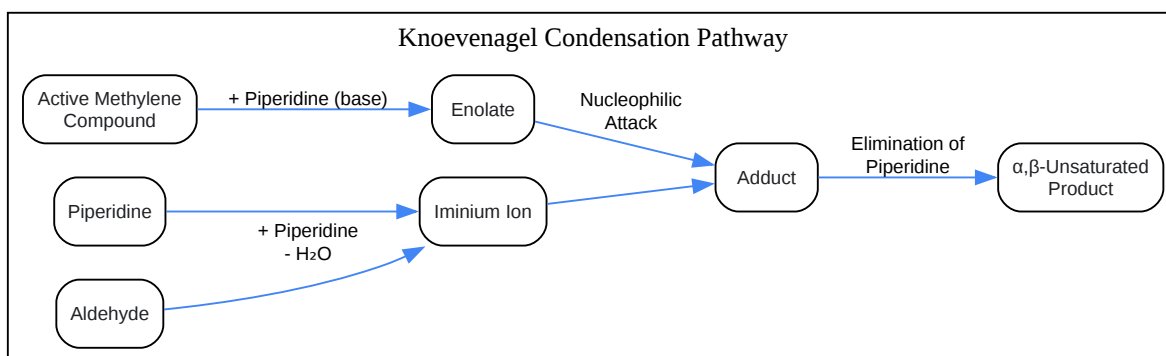 Knoevenagel Condensation Pathway
Active Methylene
Compound
+ Piperidine (base)
Enolate
Nucleophilic
Attack
Adduct
Elimination of
Piperidine
α,β-Unsaturated
Product
Piperidine
+ Piperidine
- H₂O
Iminium Ion
Aldehyde